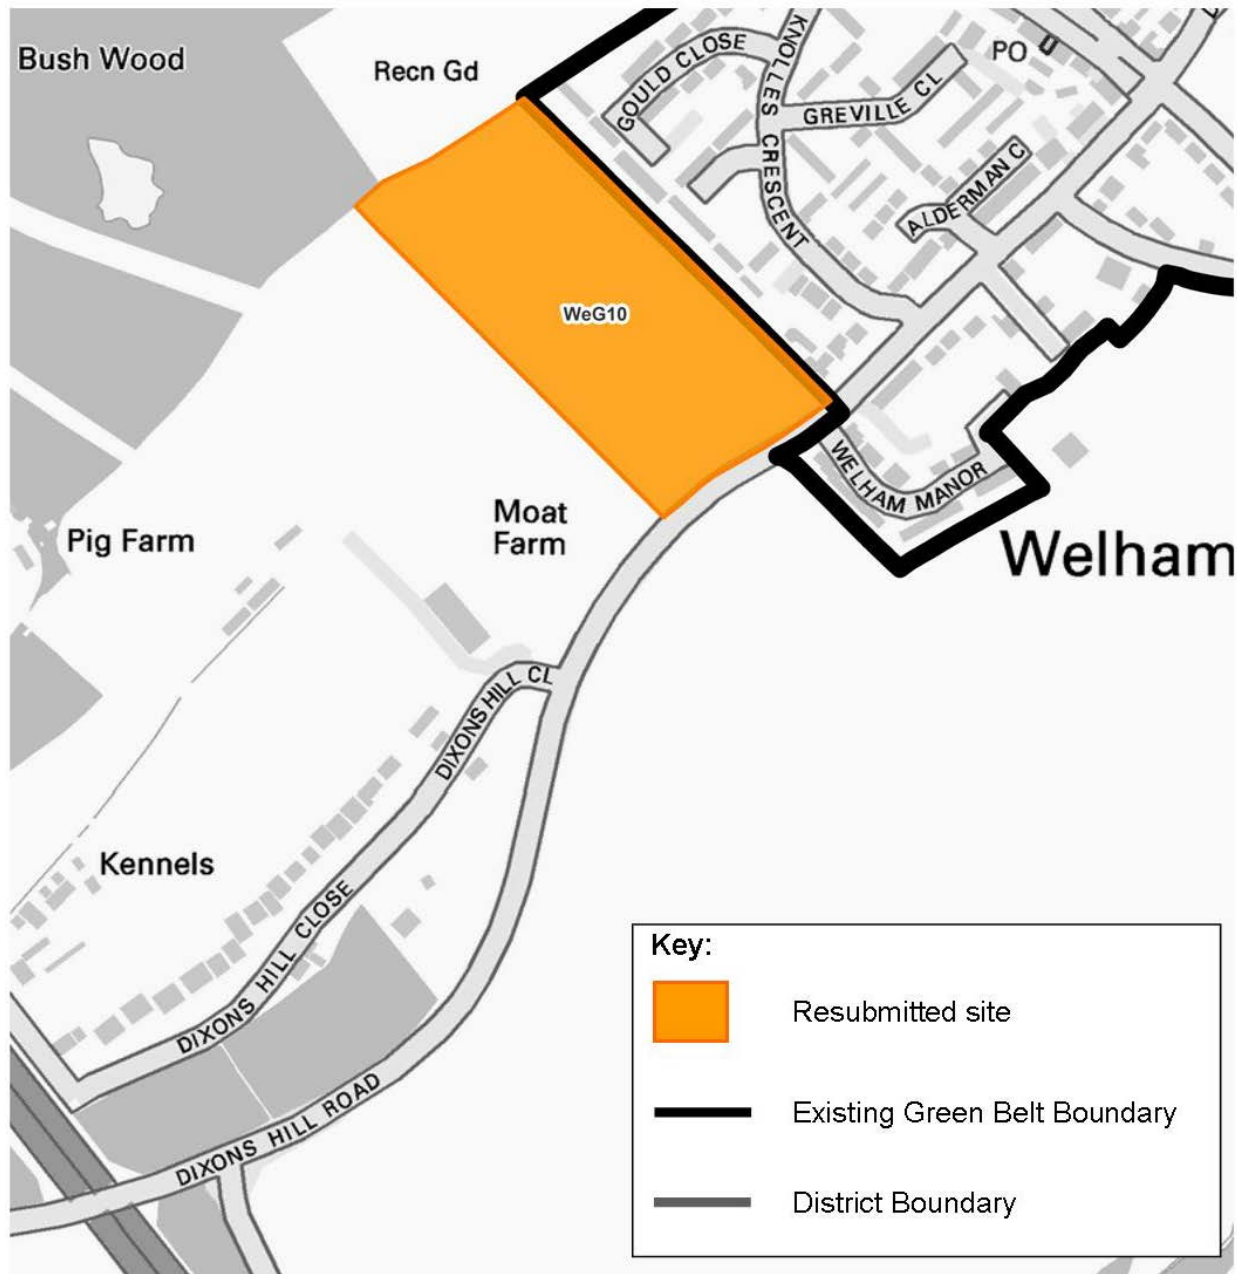 Bush Wood
Recn Gd
GOULD CLOSE
KNOLLES CRESCENT
GREVILLE CL
PO
ALDERMAN C
WeG10
WELHAM MANOR
Moat
Farm
Pig Farm
Welham
DIXONS HILL CL
Kennels
DIXONS HILL CLOSE
DIXONS HILL ROAD
Key:
Resubmitted site
Existing Green Belt Boundary
District Boundary